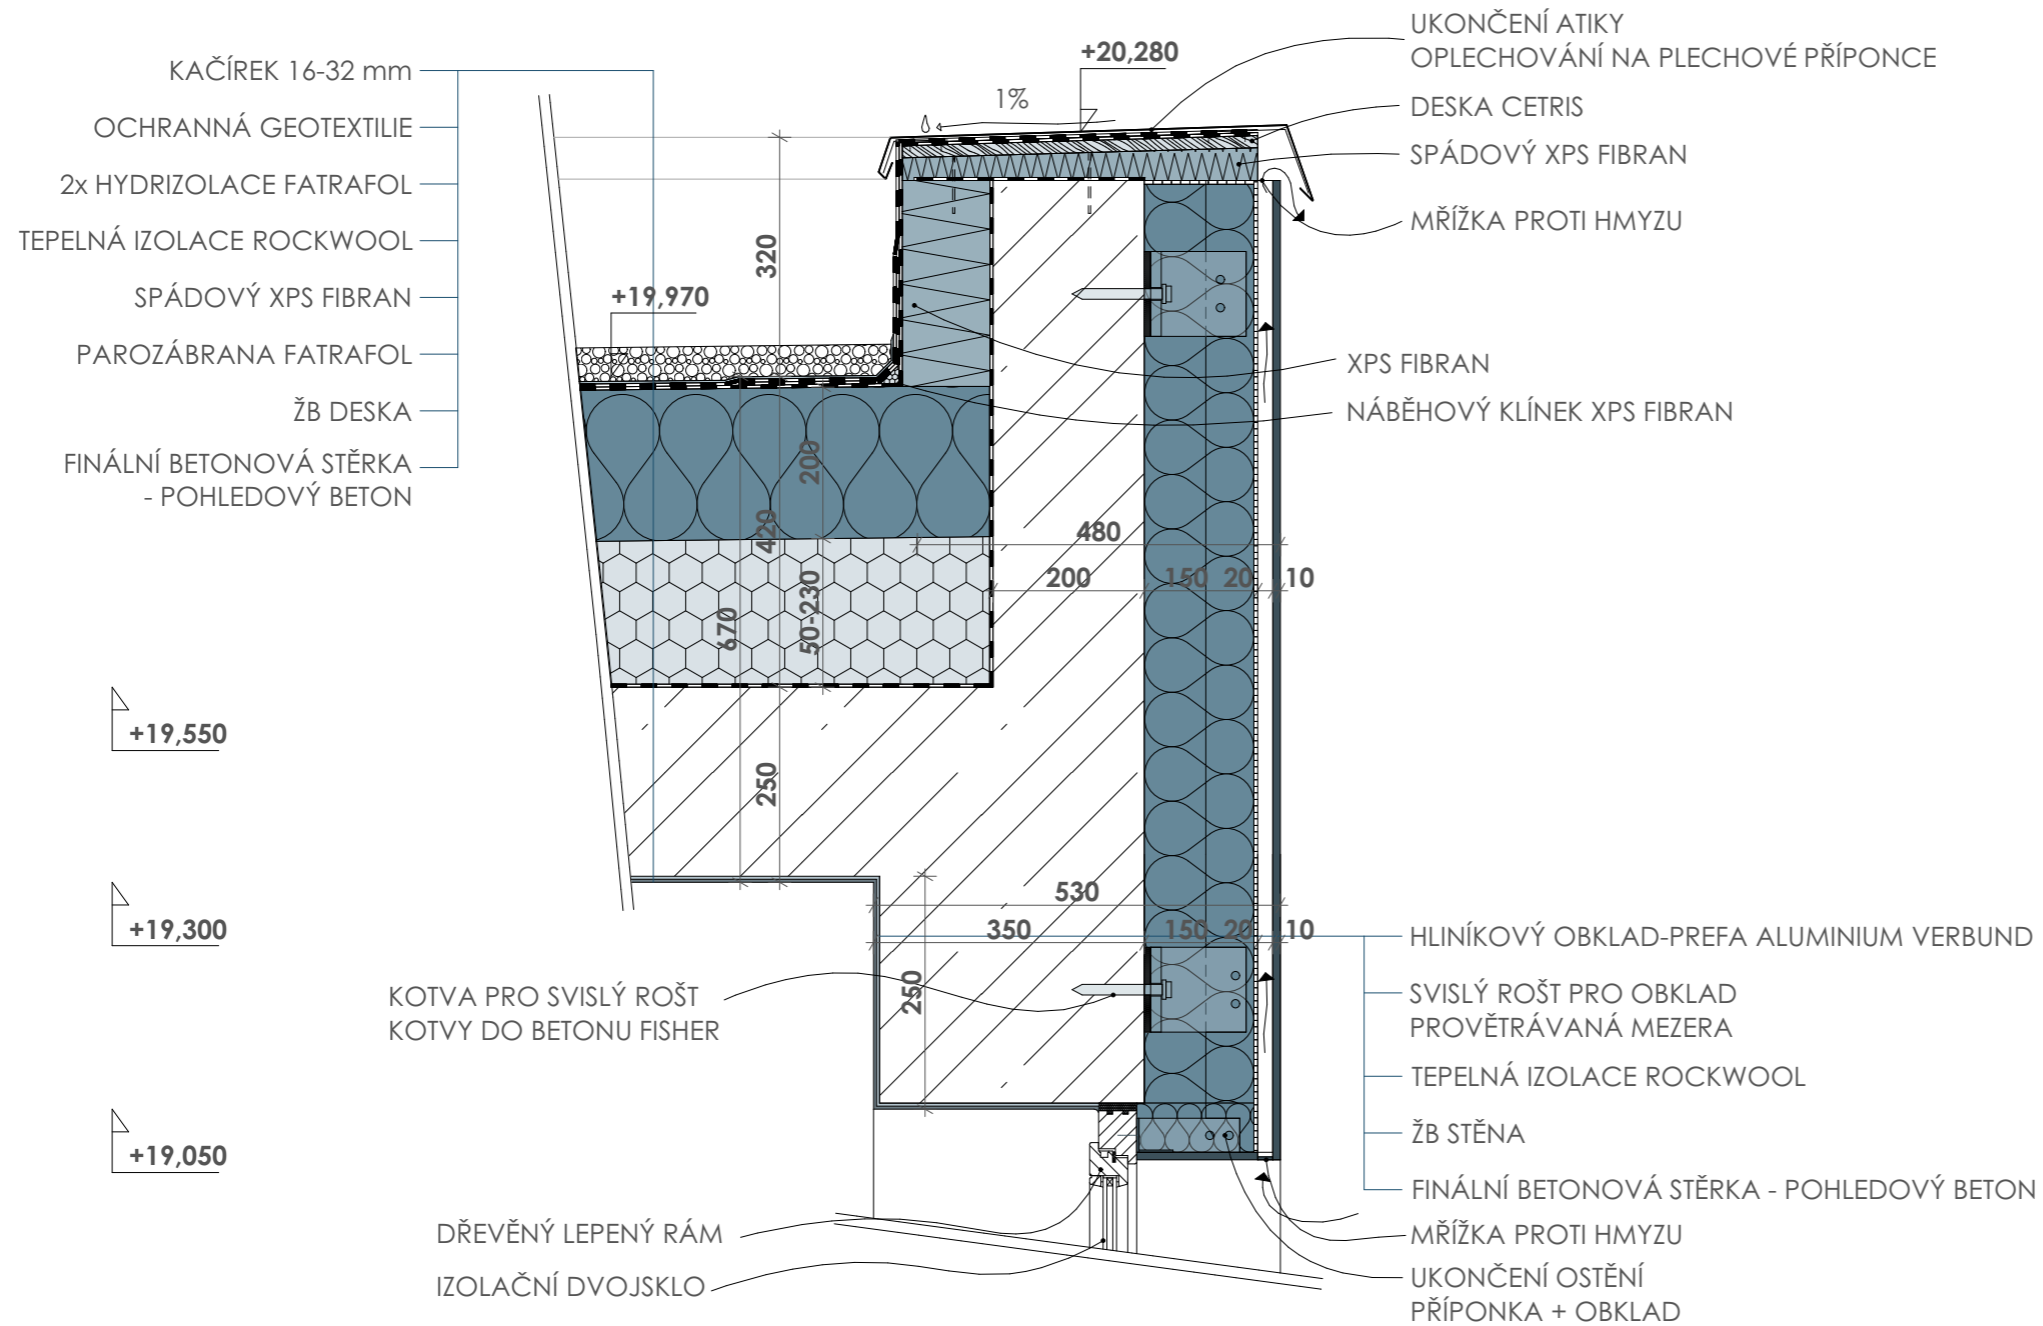 KAČÍREK 16-32 mm
OCHRANNÁ GEOTEXTILIE
2x HYDRIZOLACE FATRAFOL
TEPELNÁ IZOLACE ROCKWOOL
SPÁDOVÝ XPS FIBRAN
PAROZÁBRANA FATRAFOL
ŽB DESKA
FINÁLNÍ BETONOVÁ STĚRKA
- POHLEDOVÝ BETON
+19,550
+19,300
+19,050
+20,280
1%
+19,970
320
200
420
50-230
670
250
480
200
150
20
10
530
350
150
20
10
250
UKONČENÍ ATIKY
OPLECHOVÁNÍ NA PLECHOVÉ PŘÍPONCE
DESKA CETRIS
SPÁDOVÝ XPS FIBRAN
MŘÍŽKA PROTI HMYZU
XPS FIBRAN
NÁBĚHOVÝ KLÍNEK XPS FIBRAN
KOTVA PRO SVISLÝ ROŠT
KOTVY DO BETONU FISHER
DŘEVĚNÝ LEPENÝ RÁM
IZOLAČNÍ DVOJSKLO
HLINÍKOVÝ OBKLAD-PREFA ALUMINIUM VERBUND
SVISLÝ ROŠT PRO OBKLAD
PROVĚTRÁVANÁ MEZERA
TEPELNÁ IZOLACE ROCKWOOL
ŽB STĚNA
FINÁLNÍ BETONOVÁ STĚRKA - POHLEDOVÝ BETON
MŘÍŽKA PROTI HMYZU
UKONČENÍ OSTĚNÍ
PŘÍPONKA + OBKLAD